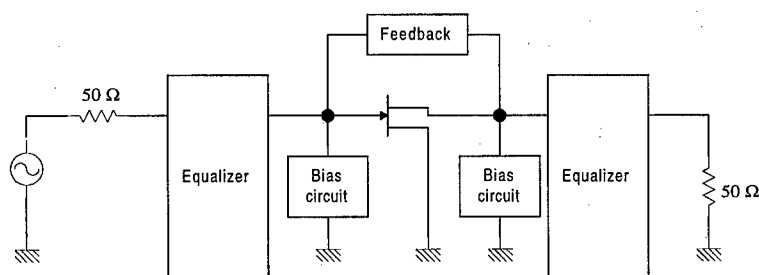 Feedback
50 Ω
Equalizer
Bias
circuit
Bias
circuit
Equalizer
50 Ω